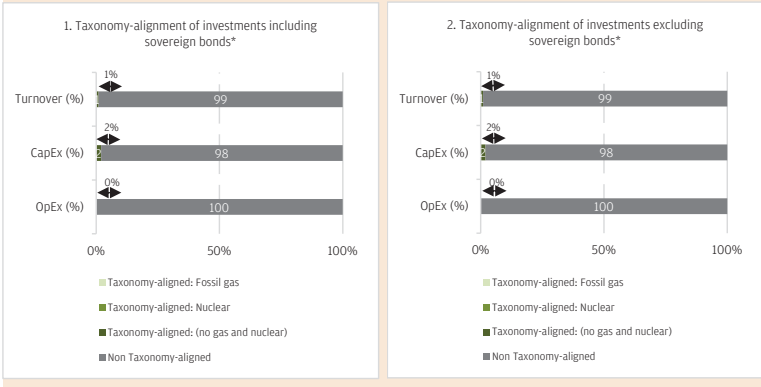 1. Taxonomy-alignment of investments including
sovereign bonds*
1%
Turnover (%)
1
99
2%
CapEx (%)
2
98
0%
OpEx (%)
100
0%
50%
100%
Taxonomy-aligned: Fossil gas
Taxonomy-aligned: Nuclear
Taxonomy-aligned: (no gas and nuclear)
Non Taxonomy-aligned
2. Taxonomy-alignment of investments excluding
sovereign bonds*
1%
Turnover (%)
1
99
2%
CapEx (%)
2
98
0%
OpEx (%)
100
0%
50%
100%
Taxonomy-aligned: Fossil gas
Taxonomy-aligned: Nuclear
Taxonomy-aligned: (no gas and nuclear)
Non Taxonomy-aligned